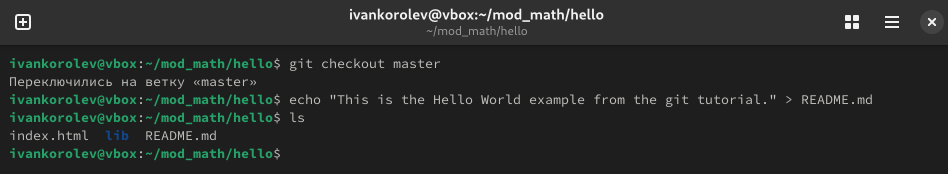 ivankorolev@vbox:~/mod_math/hello
~/mod_math/hello
ivankorolev@vbox:~/mod_math/hello$ git checkout master
Переключились на ветку «master»
ivankorolev@vbox:~/mod_math/hello$ echo "This is the Hello World example from the git tutorial." > README.md
ivankorolev@vbox:~/mod_math/hello$ ls
index.html  lib  README.md
ivankorolev@vbox:~/mod_math/hello$